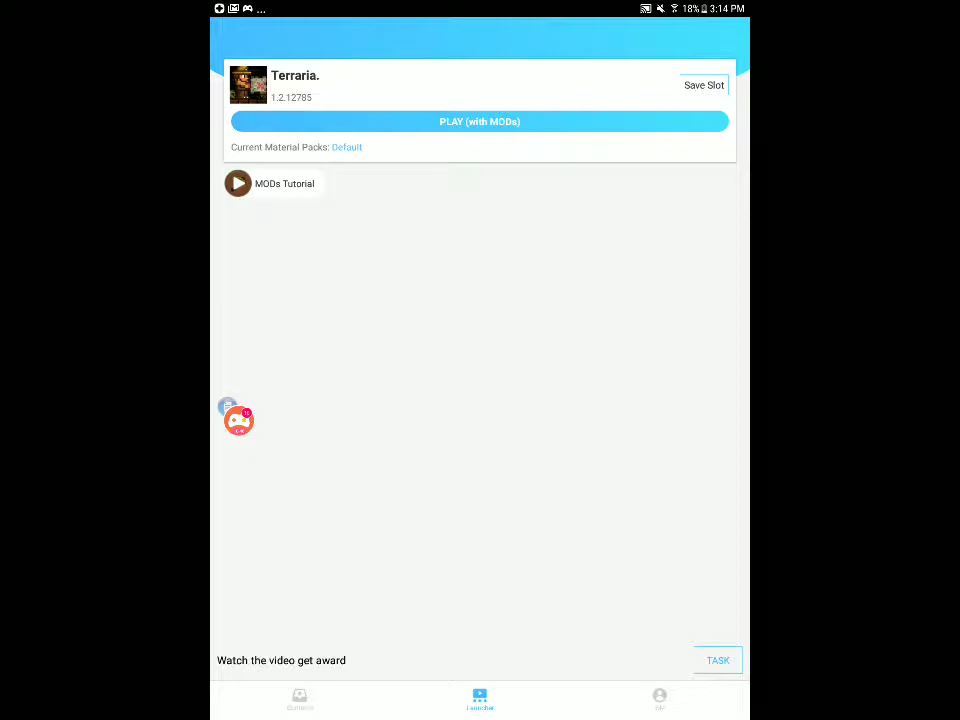 ... 18% 3:14 PM
Terraria.
1.2.12785
Save Slot
PLAY (with MODs)
Current Material Packs: Default
MODs Tutorial
Watch the video get award
TASK
Launcher